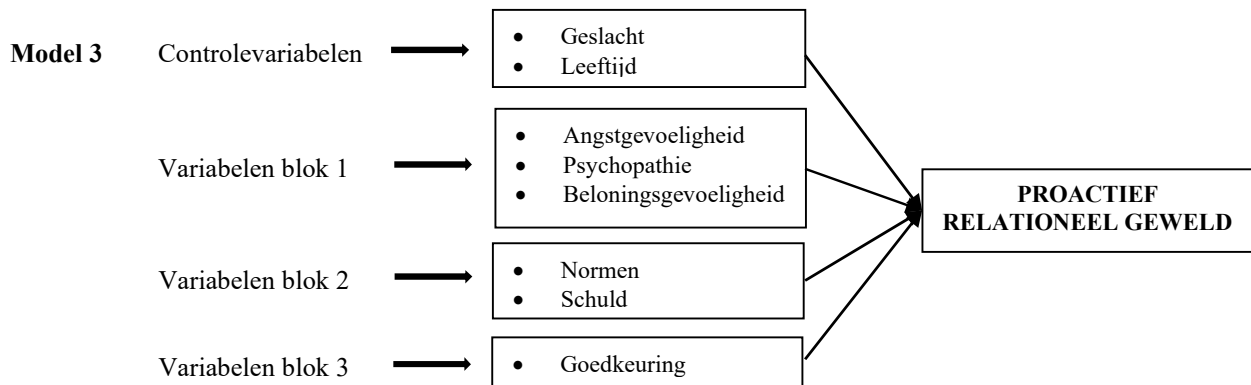 Model 3 Controlevariabelen
• Geslacht
• Leeftijd
Variabelen blok 1
• Angstgevoeligheid
• Psychopathie
• Beloningsgevoeligheid
Variabelen blok 2
• Normen
• Schuld
Variabelen blok 3
• Goedkeuring
PROACTIEF
RELATIONEEL GEWELD